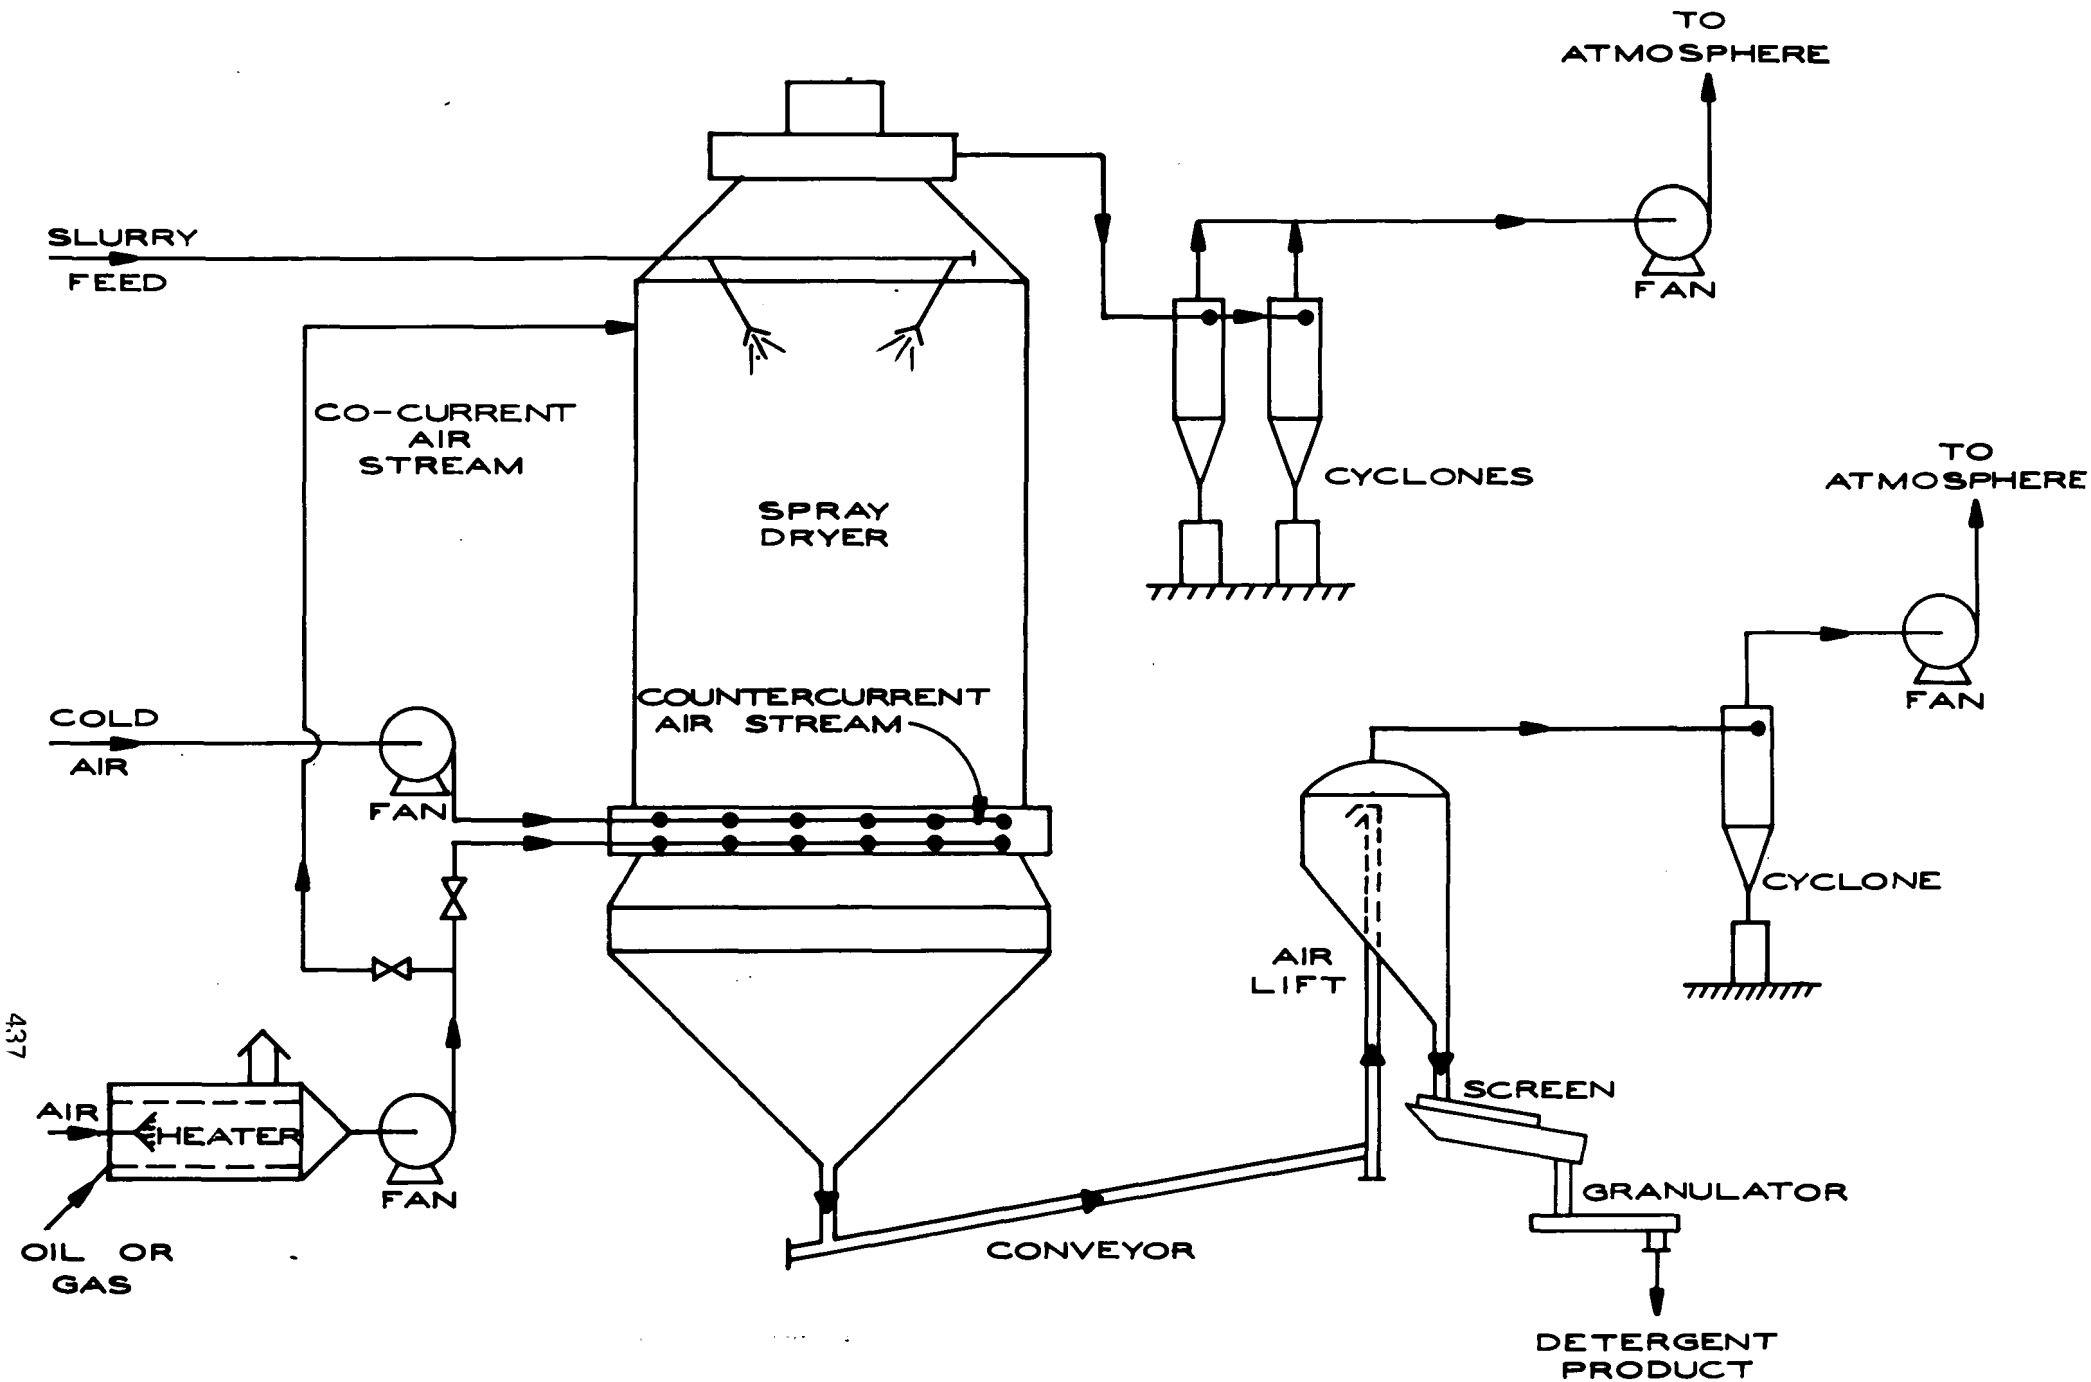 TO
ATMOSPHERE
SLURRY
FEED
FAN
CO-CURRENT
AIR
STREAM
CYCLONES
TO
ATMOSPHERE
SPRAY
DRYER
COUNTERCURRENT
AIR STREAM
FAN
COLD
AIR
FAN
CYCLONE
AIR
LIFT
437
SCREEN
AIR
HEATER
FAN
GRANULATOR
OIL OR
GAS
CONVEYOR
DETERGENT
PRODUCT